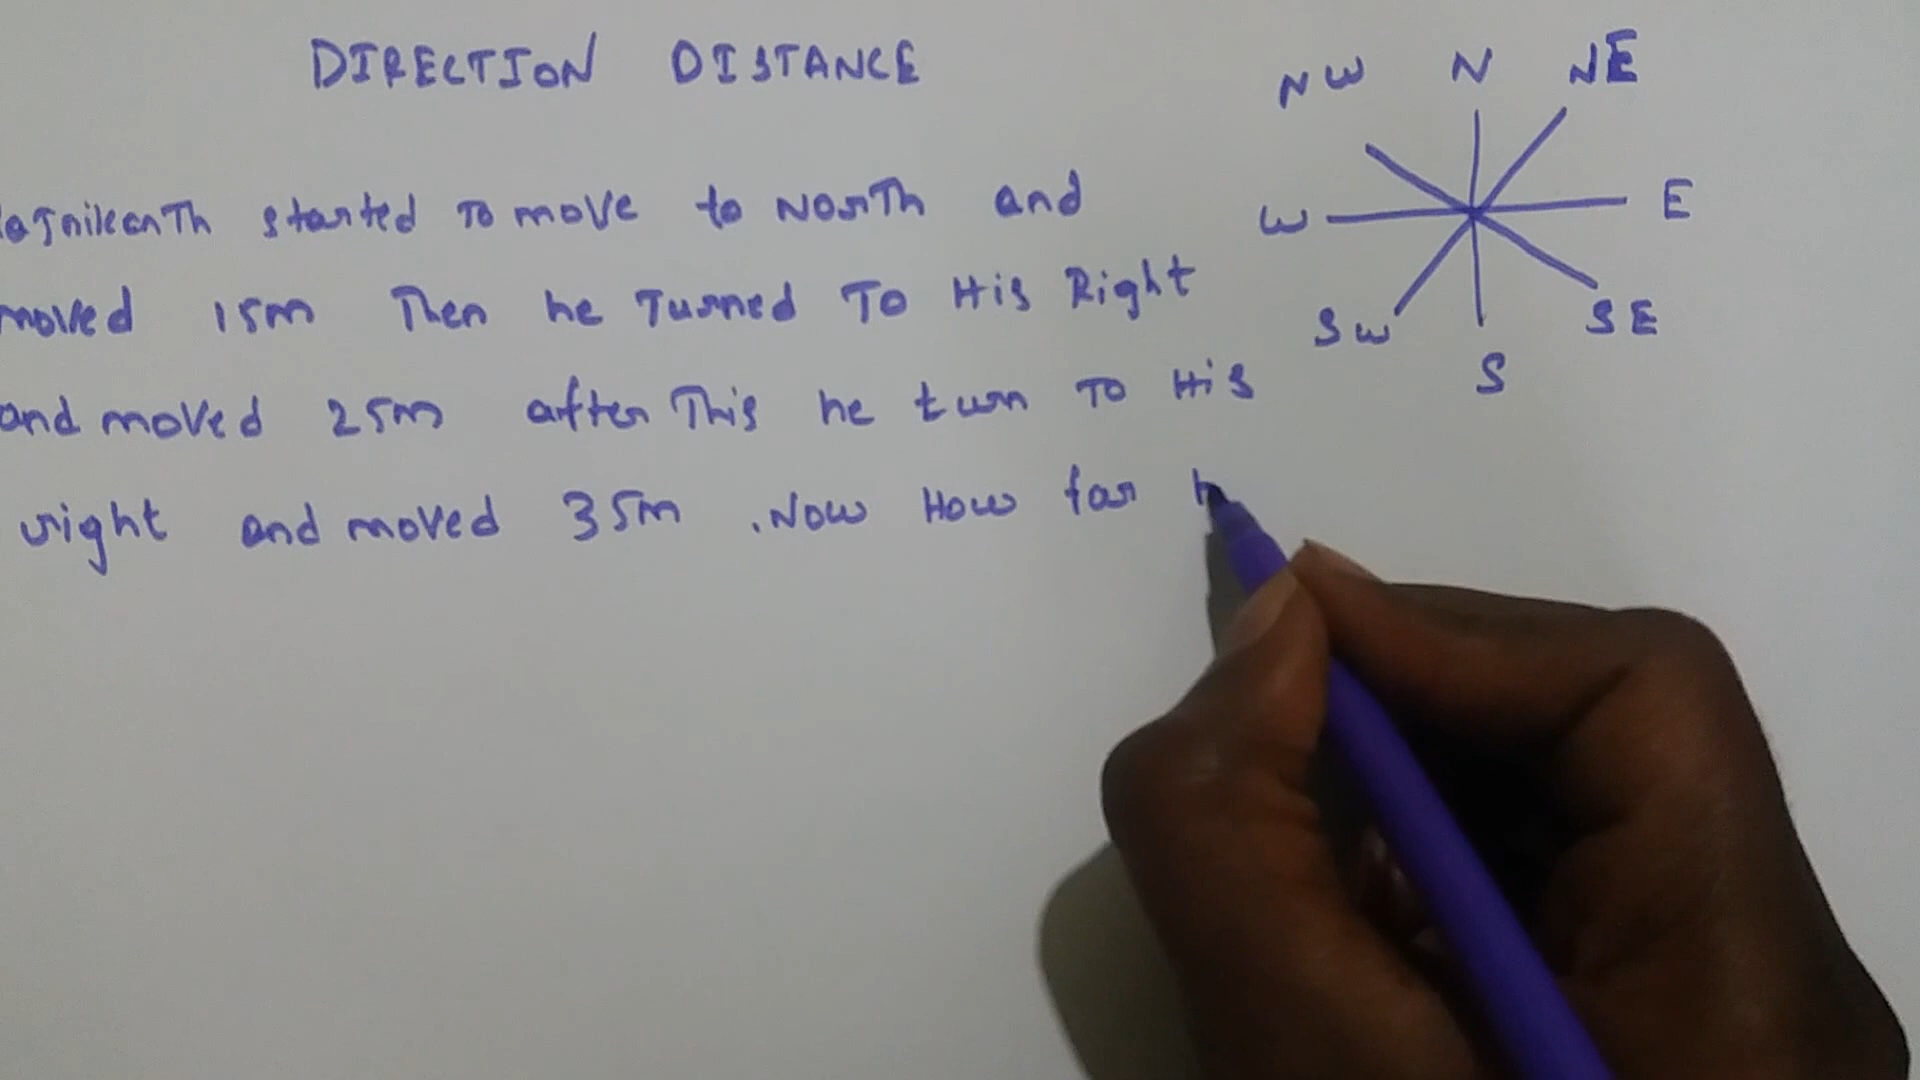 DIRECTION DISTANCE
NW N NE
W E
SW SE
S
ajnikanTh started To move to NorTh and
moved 15m Then he Turned To His Right
and moved 25m after This he turn To His
right and moved 35m . Now How far h